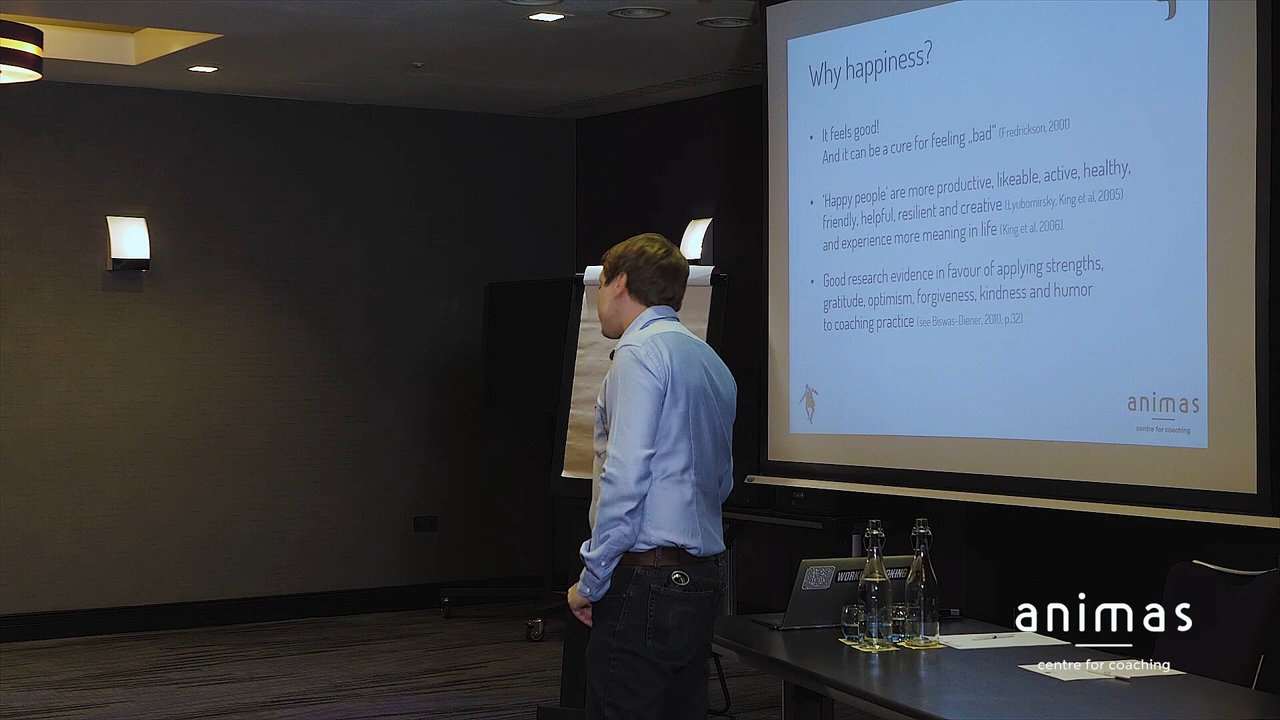 Why happiness?
• It feels good!
And it can be a cure for feeling „bad" (Fredrickson, 2001)
• 'Happy people' are more productive, likeable, active, healthy,
friendly, helpful, resilient and creative (Lyubomirsky, King et al, 2005)
and experience more meaning in life (King et al, 2006).
• Good research evidence in favour of applying strengths,
gratitude, optimism, forgiveness, kindness and humor
to coaching practice (see Biswas-Diener, 2010, p.32)
animas
centre for coaching
animas
centre for coaching